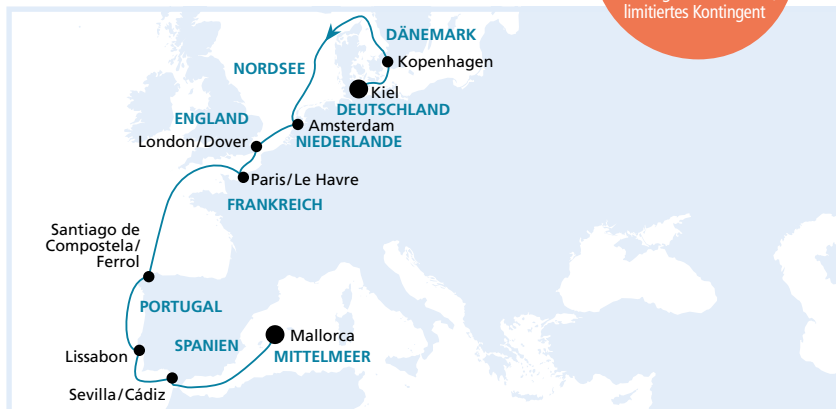 limitiertes Kontingent
DÄNEMARK
Kopenhagen
NORDSEE
Kiel
DEUTSCHLAND
ENGLAND
Amsterdam
London/Dover
NIEDERLANDE
Paris/Le Havre
FRANKREICH
Santiago de
Compostela/
Ferrol
PORTUGAL
SPANIEN
Mallorca
Lissabon
MITTELMEER
Sevilla/Cádiz